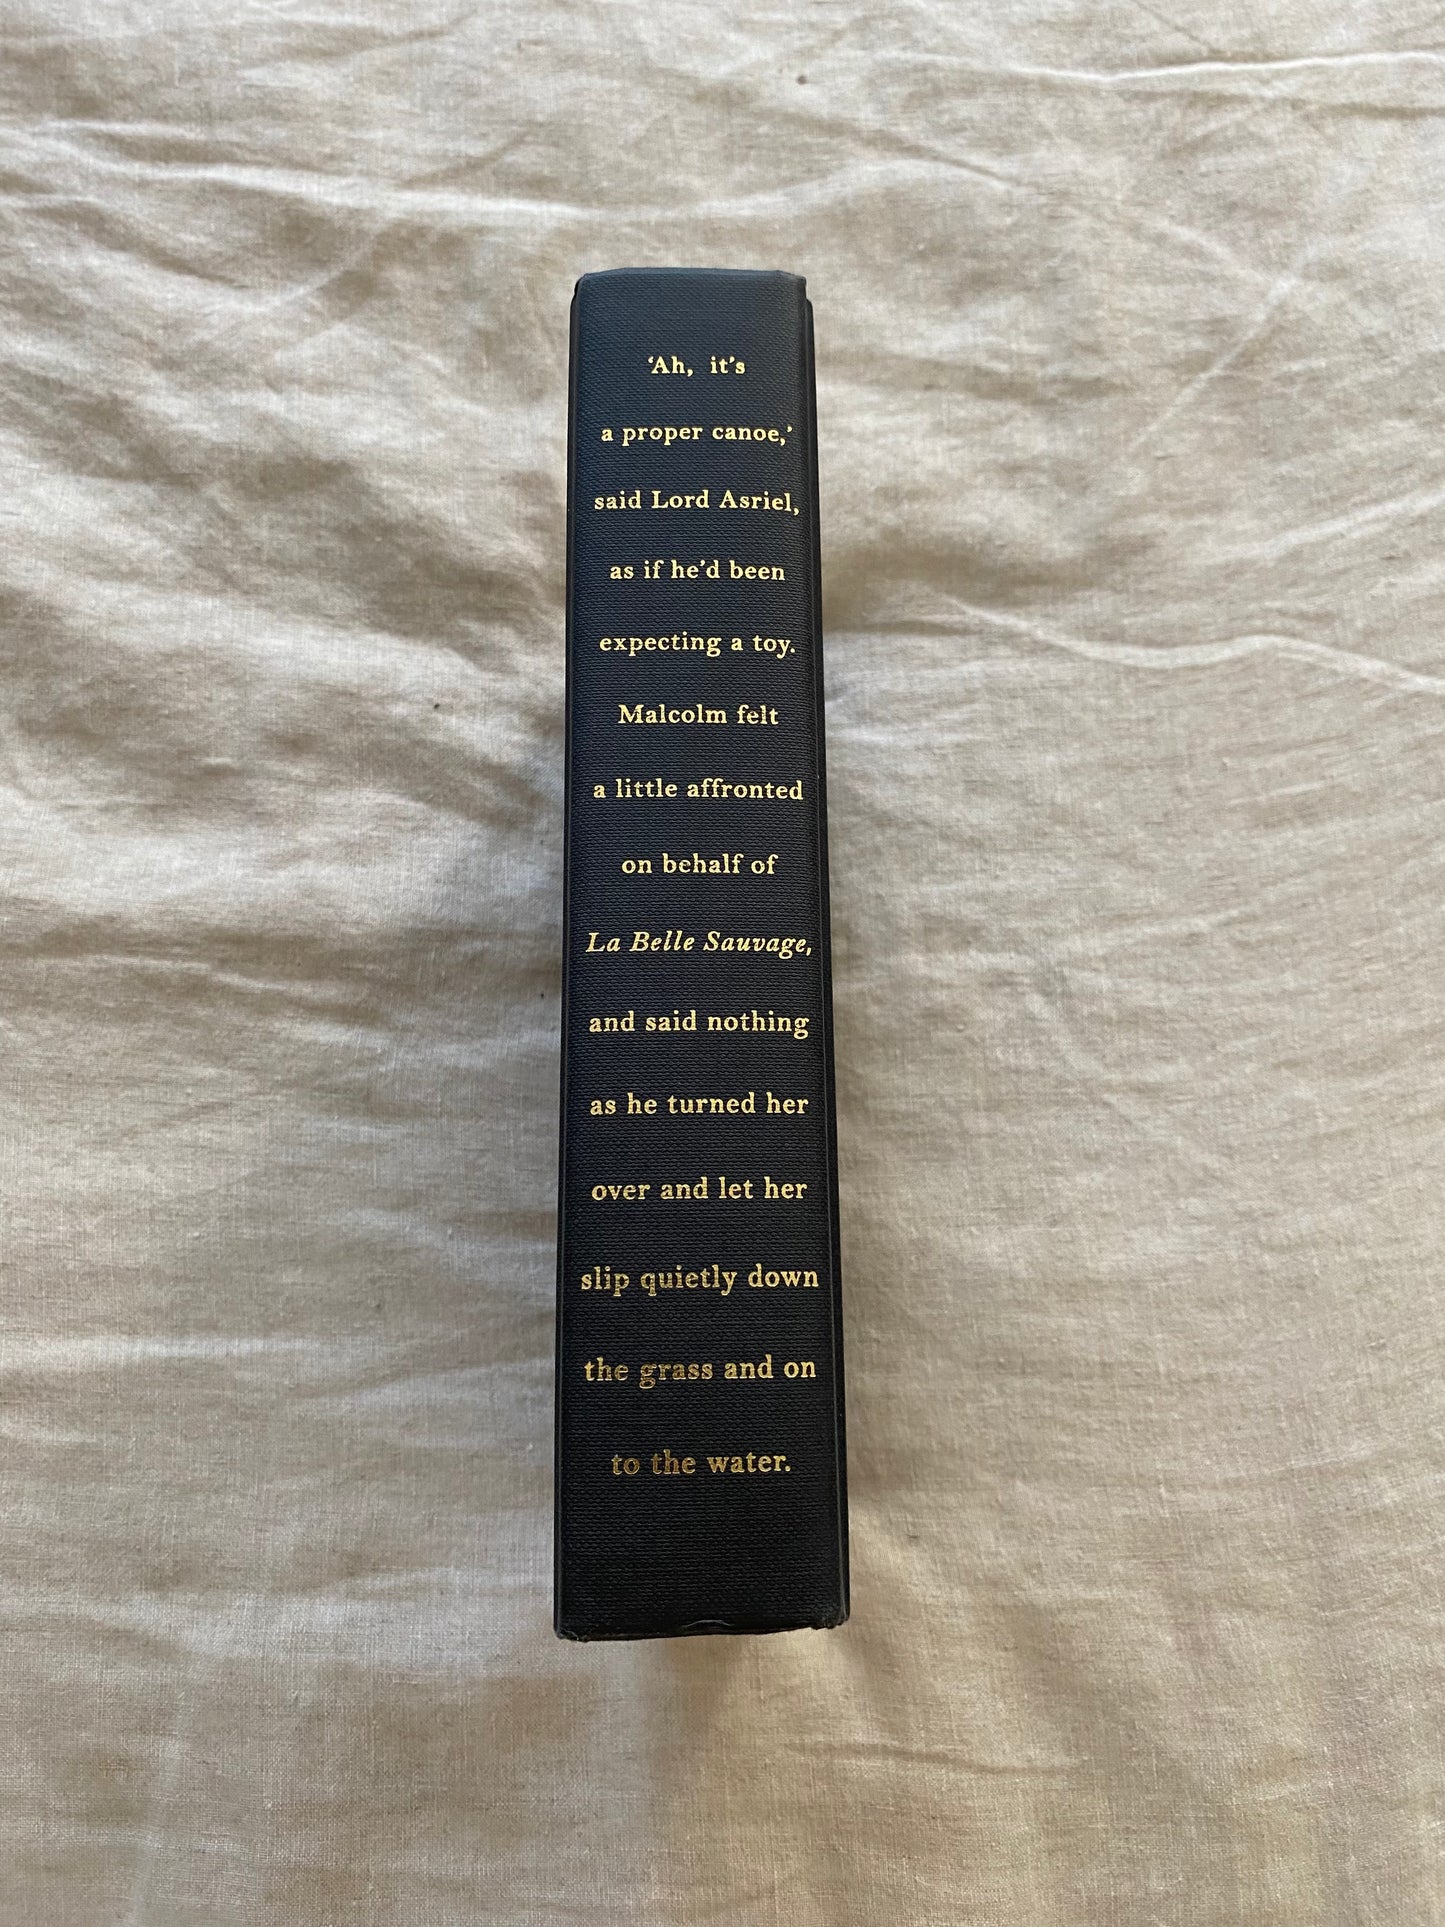 ‘Ah, it’s
a proper canoe,’
said Lord Asriel,
as if he’d been
expecting a toy.
Malcolm felt
a little affronted
on behalf of
La Belle Sauvage,
and said nothing
as he turned her
over and let her
slip quietly down
the grass and on
to the water.